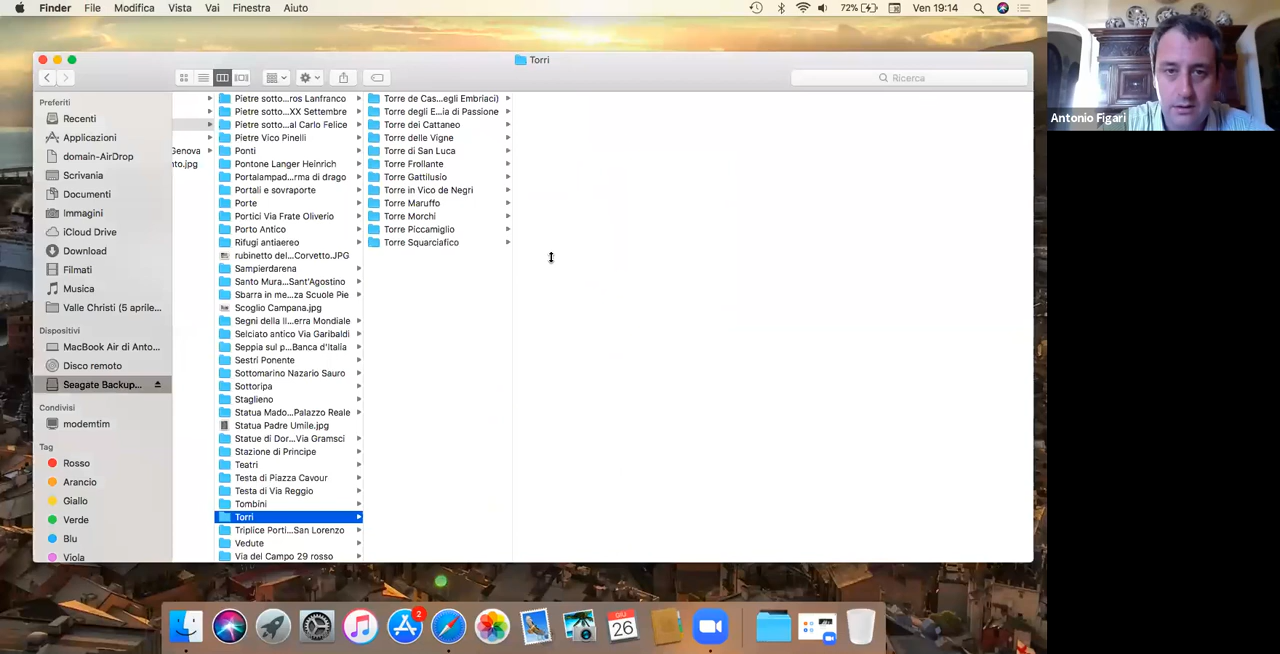 Finder File Modifica Vista Vai Finestra Aiuto 72% Ven 19:14
Torri
Ricerca
Antonio Figari
Preferiti
Recenti
Applicazioni
domain-AirDrop
Scrivania
Documenti
Immagini
iCloud Drive
Download
Filmati
Musica
Valle Christi (5 aprile...
Dispositivi
MacBook Air di Anto...
Disco remoto
Seagate Backup...
Condivisi
modemtim
Tag
Rosso
Arancio
Giallo
Verde
Blu
Viola
Genova
nto.jpg
Pietre sotto...ros Lanfranco
Pietre sotto...XX Settembre
Pietre sotto...al Carlo Felice
Pietre Vico Pinelli
Ponti
Pontone Langer Heinrich
Portalampad...rma di drago
Portali e sovraporte
Porte
Portici Via Frate Oliverio
Porto Antico
Rifugi antiaereo
rubinetto del...Corvetto.JPG
Sampierdarena
Santo Mura...Sant'Agostino
Sbarra in me...za Scuole Pie
Scoglio Campana.jpg
Segni della II...erra Mondiale
Selciato antico Via Garibaldi
Seppia sul p...Banca d'Italia
Sestri Ponente
Sottomarino Nazario Sauro
Sottoripa
Staglieno
Statua Mado...Palazzo Reale
Statua Padre Umile.jpg
Statue di Dor...Via Gramsci
Stazione di Principe
Teatri
Testa di Piazza Cavour
Testa di Via Reggio
Tombini
Torri
Triplice Porti...San Lorenzo
Vedute
Via del Campo 29 rosso
Torre de Cas...egli Embriaci)
Torre degli E...ia di Passione
Torre dei Cattaneo
Torre delle Vigne
Torre di San Luca
Torre Frollante
Torre Gattilusio
Torre in Vico de Negri
Torre Maruffo
Torre Morchi
Torre Piccamiglio
Torre Squarciafico
2
GIU
26